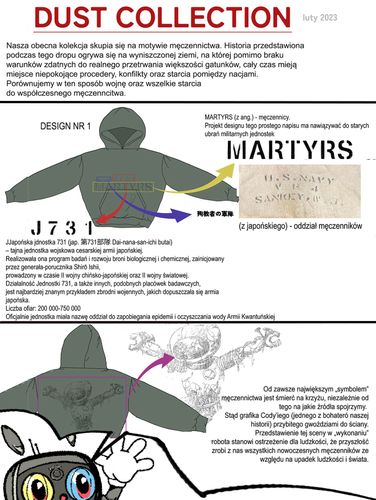 DUST COLLECTION
luty 2023
Nasza obecna kolekcja skupia się na motywie męczennictwa. Historia przedstawiona
podczas tego dropu ogrywa się na wyniszczonej ziemi, na której pomimo braku
warunków zdatnych do realnego przetrwania większości gatunków, cały czas mieją
miejsce niepokojące procedery, konflikty oraz starcia pomiędzy nacjami.
Porównujemy w ten sposób wojnę oraz wszelkie starcia
do współczesnego męczenncitwa.
DESIGN NR 1
MARTYRS (z ang.) - męczennicy.
Projekt designu tego prostego napisu ma nawiązywać do starych
ubrań militarnych jednostek
MARTYRS
MARTYRS
U.S. NAVY
殉教者の軍隊
(z japońskiego) - oddział męczenników
J731
JJapońska jdnostka 731 (jap. 第731部隊 Dai-nana-san-ichi butai)
– tajna jednostka wojskowa cesarskiej armii japońskiej.
Realizowała ona program badań i rozwoju broni biologicznej i chemicznej, zainicjowany
przez generała-porucznika Shirō Ishii,
prowadzony w czasie II wojny chińsko-japońskiej oraz II wojny światowej.
Działalność Jednostki 731, a także innych, podobnych placówek badawczych,
jest najbardziej znanym przykładem zbrodni wojennych, jakich dopuszczała się armia
japońska.
Liczba ofiar: 200 000-750 000
Oficjalnie jednostka miała nazwę oddział do zapobiegania epidemii i oczyszczania wody Armii Kwantuńskiej
Od zawsze największym „symbolem”
męczennictwa jest śmierć na krzyżu, niezależnie od
tego na jakie źródła spojrzymy.
Stąd grafika Cody'iego (jednego z bohateró naszej
historii) przybitego gwoździami do ściany.
Przedstawienie tej sceny w „wykonaniu”
robota stanowi ostrzeżenie dla ludzkości, że przyszłość
zrobi z nas wszystkich nowoczesnych męczenników ze
względu na upadek ludzkości i świata.